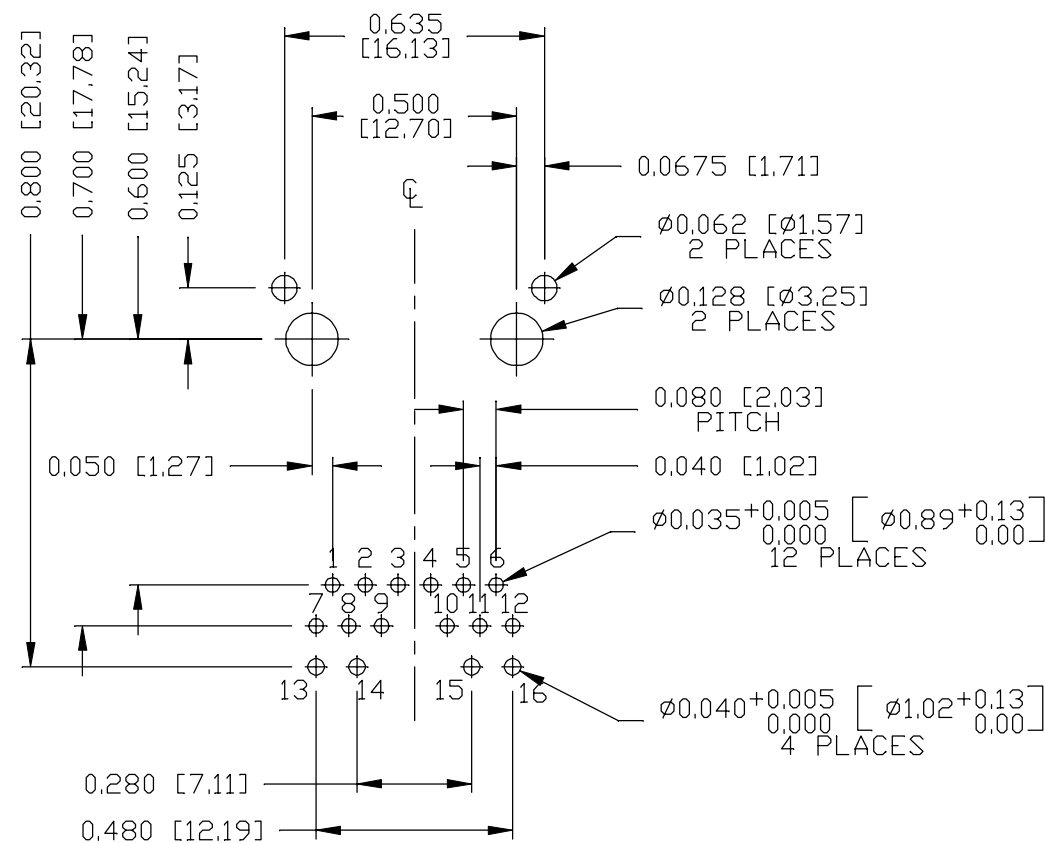 0.635
[16.13]
0.500
[12.70]
0.800 [20.32]
0.700 [17.78]
0.600 [15.24]
0.125 [3.17]
℄
0.0675 [1.71]
Ø0.062 [Ø1.57]
2 PLACES
Ø0.128 [Ø3.25]
2 PLACES
0.080 [2.03]
PITCH
0.050 [1.27]
0.040 [1.02]
Ø0.035 +0.005 0.000 [Ø0.89 +0.13 0.00]
12 PLACES
1 2 3 4 5 6
7 8 9 10 11 12
13 14 15 16
Ø0.040 +0.005 0.000 [Ø1.02 +0.13 0.00]
4 PLACES
0.280 [7.11]
0.480 [12.19]